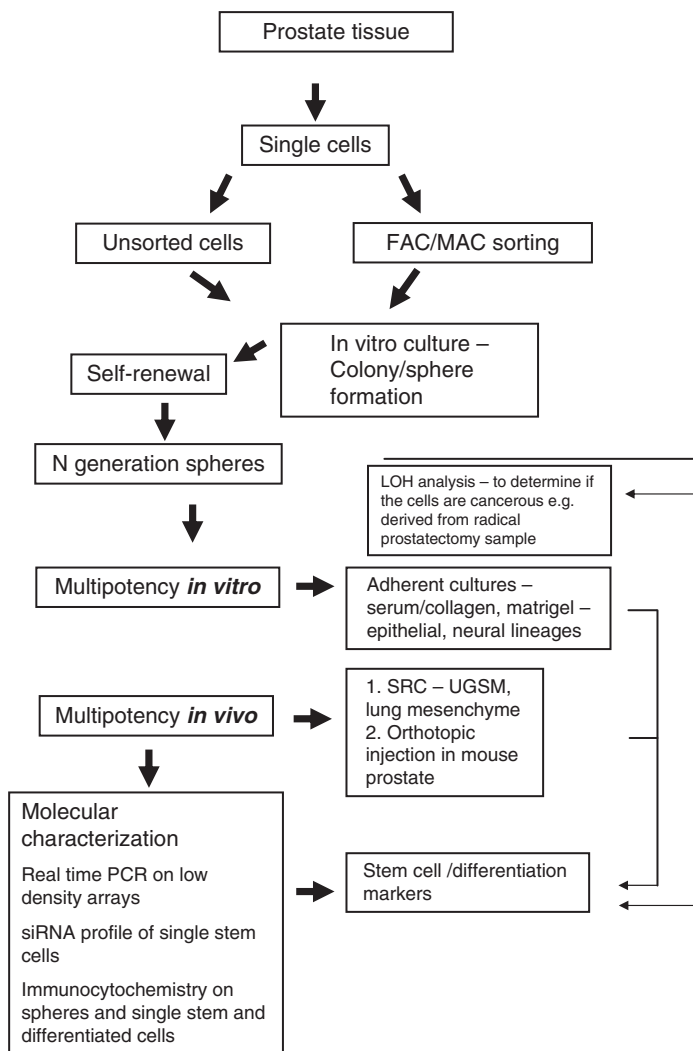 Prostate tissue
Single cells
Unsorted cells
FAC/MAC sorting
In vitro culture –
Colony/sphere
formation
Self-renewal
N generation spheres
LOH analysis – to determine if
the cells are cancerous e.g.
derived from radical
prostatectomy sample
Multipotency in vitro
Adherent cultures –
serum/collagen, matrigel –
epithelial, neural lineages
Multipotency in vivo
1. SRC – UGSM,
lung mesenchyme
2. Orthotopic
injection in mouse
prostate
Molecular
characterization
Real time PCR on low
density arrays
siRNA profile of single stem
cells
Immunocytochemistry on
spheres and single stem and
differentiated cells
Stem cell /differentiation
markers